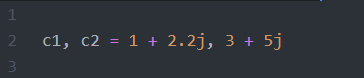 1
2 c1, c2 = 1 + 2.2j, 3 + 5j
3